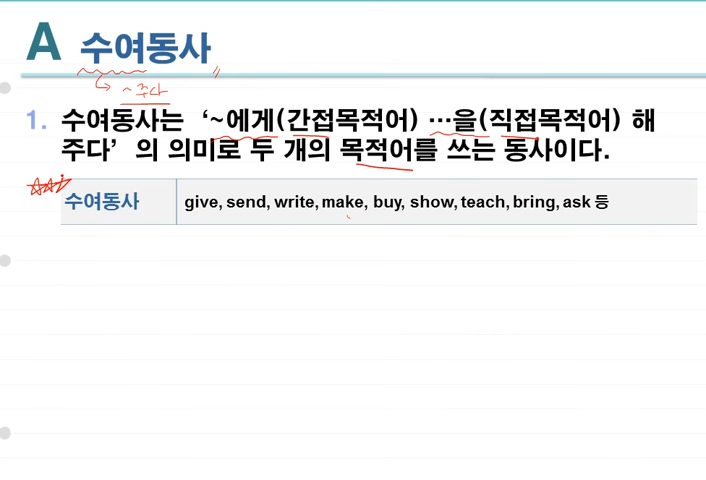 A 수여동사
~주다
1. 수여동사는 ‘~에게(간접목적어) …을(직접목적어) 해
주다’의 의미로 두 개의 목적어를 쓰는 동사이다.
수여동사 give, send, write, make, buy, show, teach, bring, ask 등